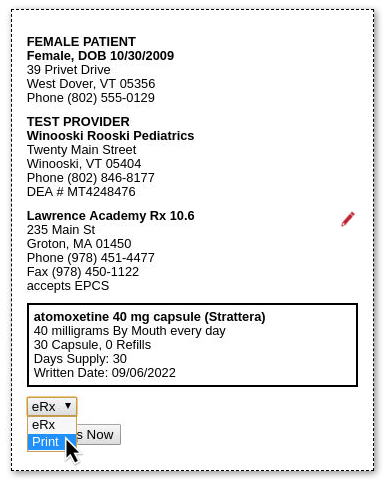 FEMALE PATIENT
Female, DOB 10/30/2009
39 Privet Drive
West Dover, VT 05356
Phone (802) 555-0129
TEST PROVIDER
Winooski Rooski Pediatrics
Twenty Main Street
Winooski, VT 05404
Phone (802) 846-8177
DEA # MT4248476
Lawrence Academy Rx 10.6
235 Main St
Groton, MA 01450
Phone (978) 451-4477
Fax (978) 450-1122
accepts EPCS
atomoxetine 40 mg capsule (Strattera)
40 milligrams By Mouth every day
30 Capsule, 0 Refills
Days Supply: 30
Written Date: 09/06/2022
eRx
eRx
Print
s Now